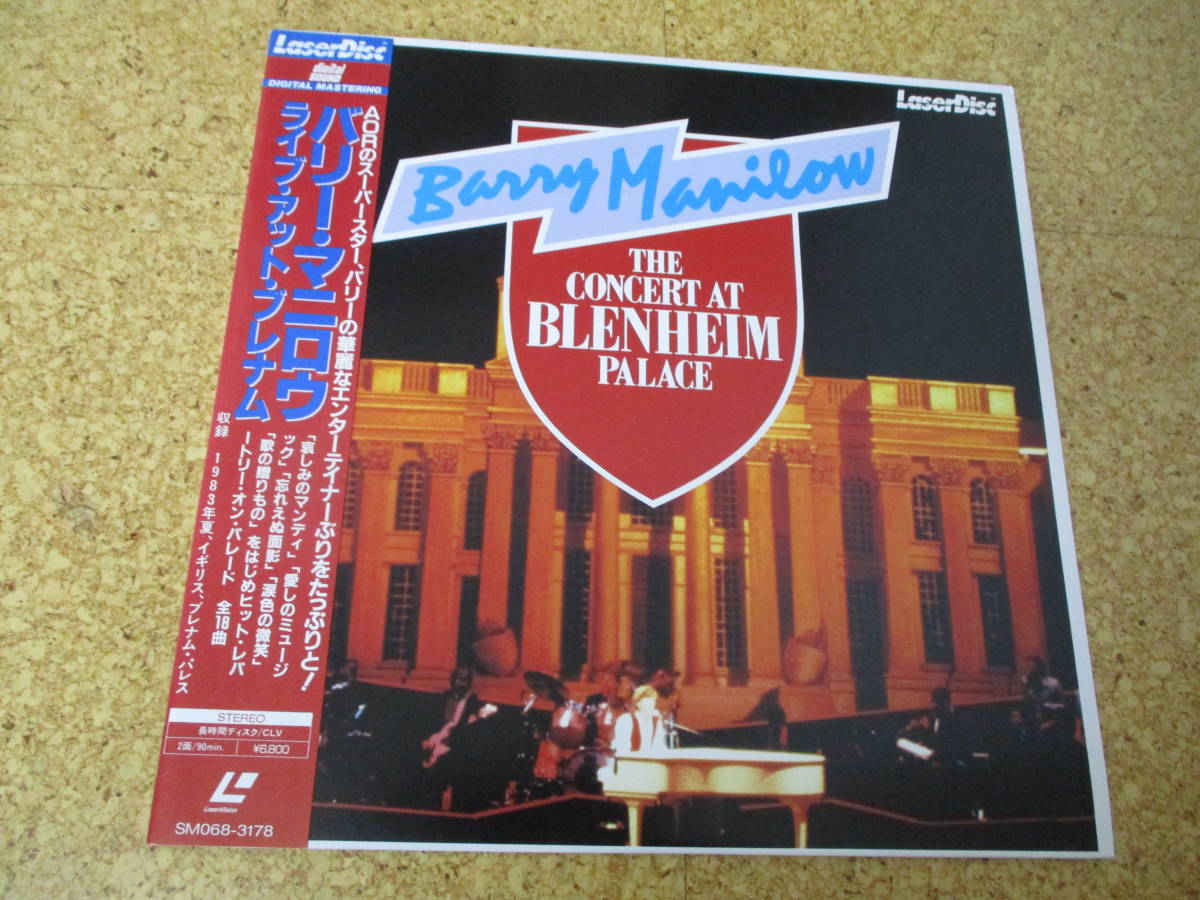 LaserDisc
digital
SOUND
DIGITAL MASTERING
AORのスーパースター、バリーの華麗なエンターティナーぶりをたっぷりと!
バリー・マニロウ
ライブ・アット・ブレナム
「哀しみのマンディ」「愛しのミュージ
ック」「忘れえぬ面影」「涙色の微笑」
「歌の贈りもの」をはじめヒット・レパ
ートリー・オン・パレード 全18曲
収録 1983年夏、イギリス、ブレナム・パレス
STEREO
長時間ディスク/CLV
2面/90min.
¥6,800
LaserVision
SM068-3178
LaserDisc
Barry Manilow
THE
CONCERT AT
BLENHEIM
PALACE